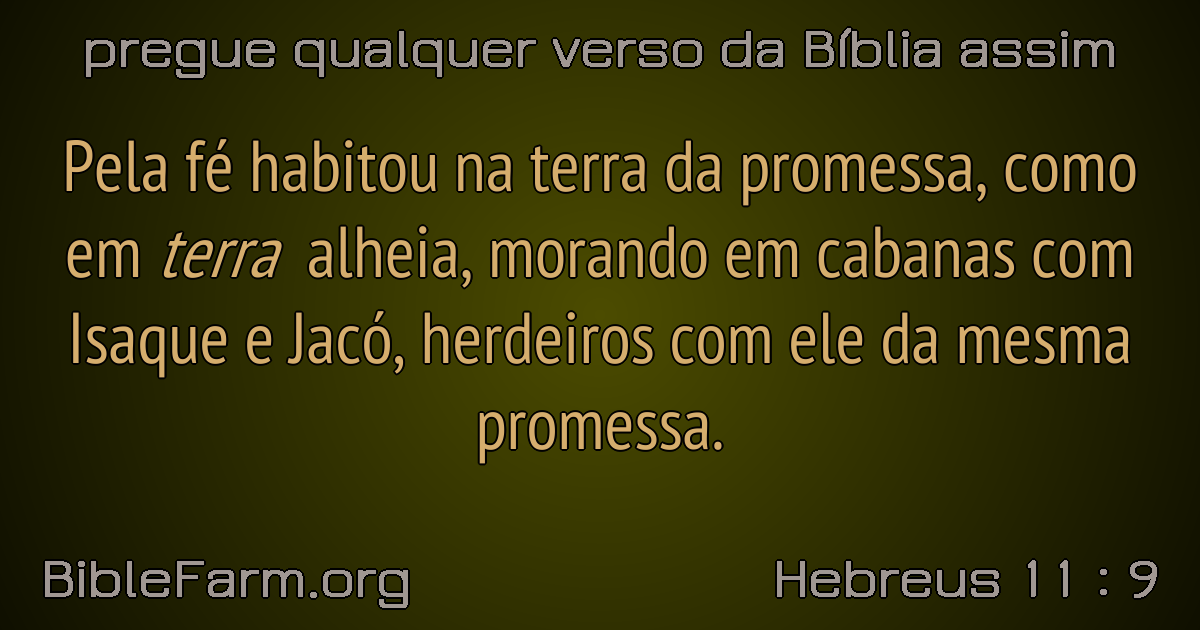 pregue qualquer verso da Bíblia assim
Pela fé habitou na terra da promessa, como
em terra alheia, morando em cabanas com
Isaque e Jacó, herdeiros com ele da mesma
promessa.
BibleFarm.org
Hebreus 11 : 9